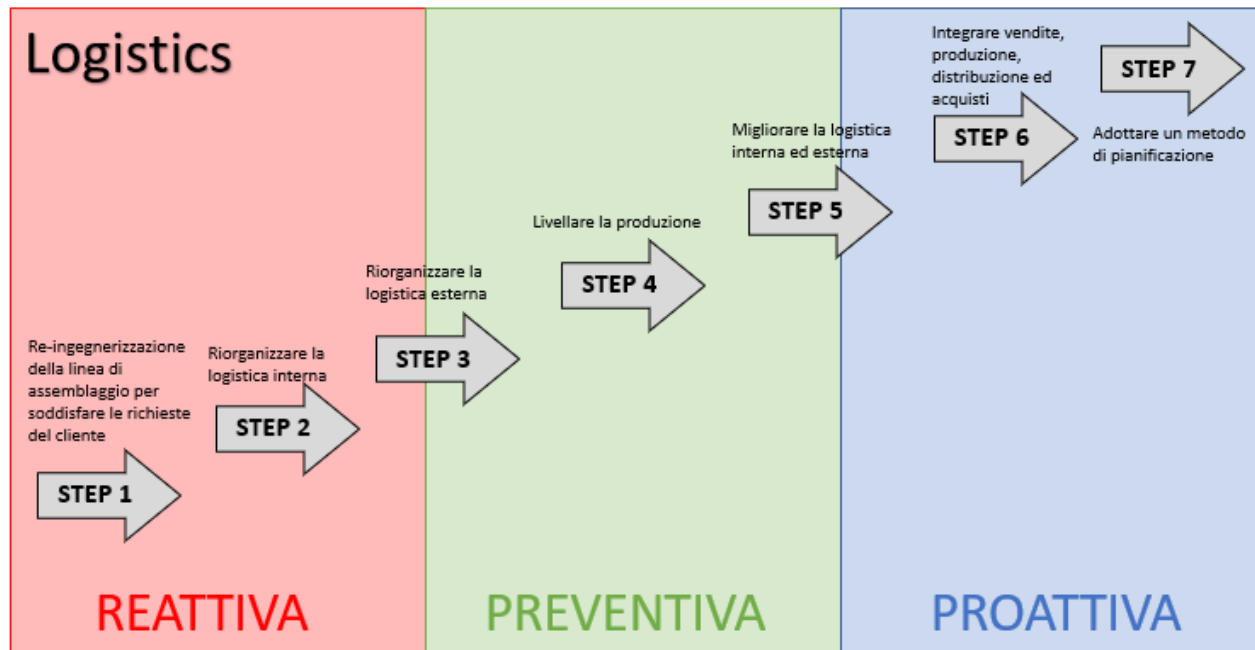 Logistics
Re-ingegnerizzazione
della linea di
assemblaggio per
soddisfare le richieste
del cliente
STEP 1
Riorganizzare la
logistica interna
STEP 2
Riorganizzare la
logistica esterna
STEP 3
Livellare la produzione
STEP 4
Migliorare la logistica
interna ed esterna
STEP 5
Integrare vendite,
produzione,
distribuzione ed
acquisti
STEP 6
STEP 7
Adottare un metodo
di pianificazione
REATTIVA
PREVENTIVA
PROATTIVA